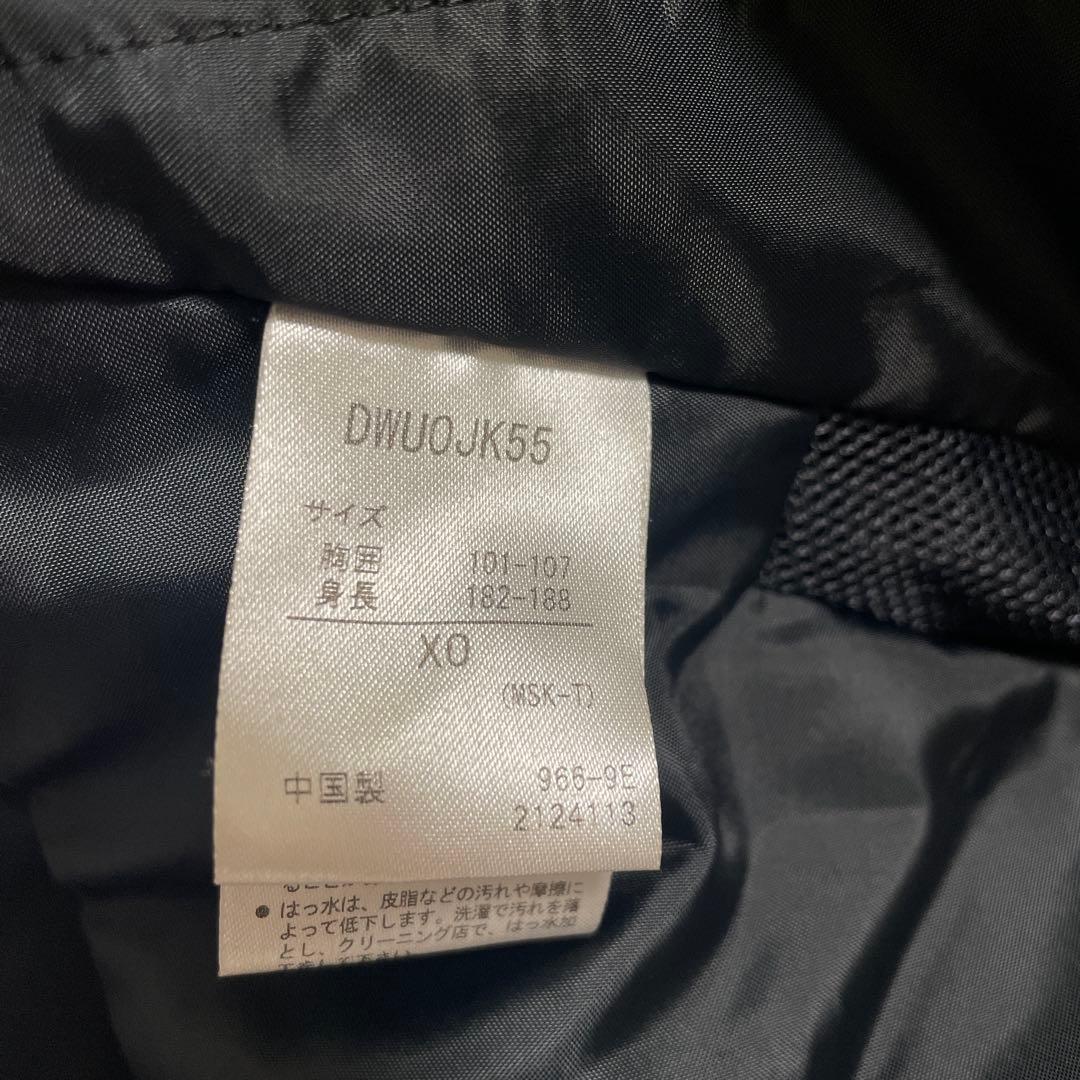 DWUOJK55
サイズ
胸囲 101-107
身長 182-188
XO
(MSK-T)
中国製 966-9E
2124113
● はっ水は、皮脂などの汚れや摩擦に
よって低下します。洗濯で汚れを落
とし、クリーニング店で、はっ水加